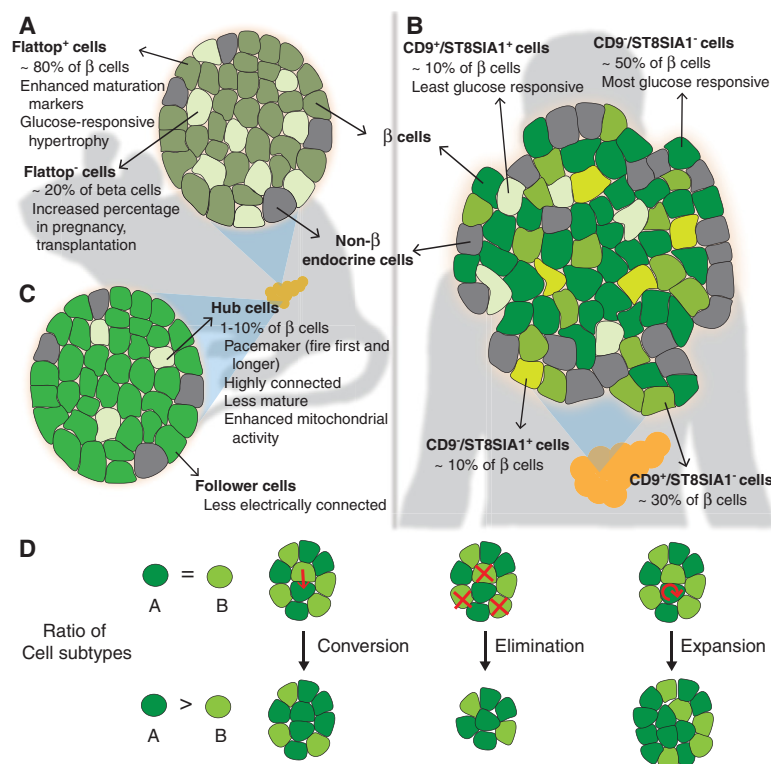 A
Flattop⁺ cells
~ 80% of β cells
Enhanced maturation
markers
Glucose-responsive
hypertrophy
Flattop⁻ cells
~ 20% of beta cells
Increased percentage
in pregnancy,
transplantation
β cells
Non-β
endocrine cells
B
CD9⁺/ST8SIA1⁺ cells
~ 10% of β cells
Least glucose responsive
CD9⁻/ST8SIA1⁻ cells
~ 50% of β cells
Most glucose responsive
CD9⁻/ST8SIA1⁺ cells
~ 10% of β cells
CD9⁺/ST8SIA1⁻ cells
~ 30% of β cells
C
Hub cells
1-10% of β cells
Pacemaker (fire first and
longer)
Highly connected
Less mature
Enhanced mitochondrial
activity
Follower cells
Less electrically connected
D
Ratio of
Cell subtypes
=
A B
Conversion
Elimination
Expansion
>
A B